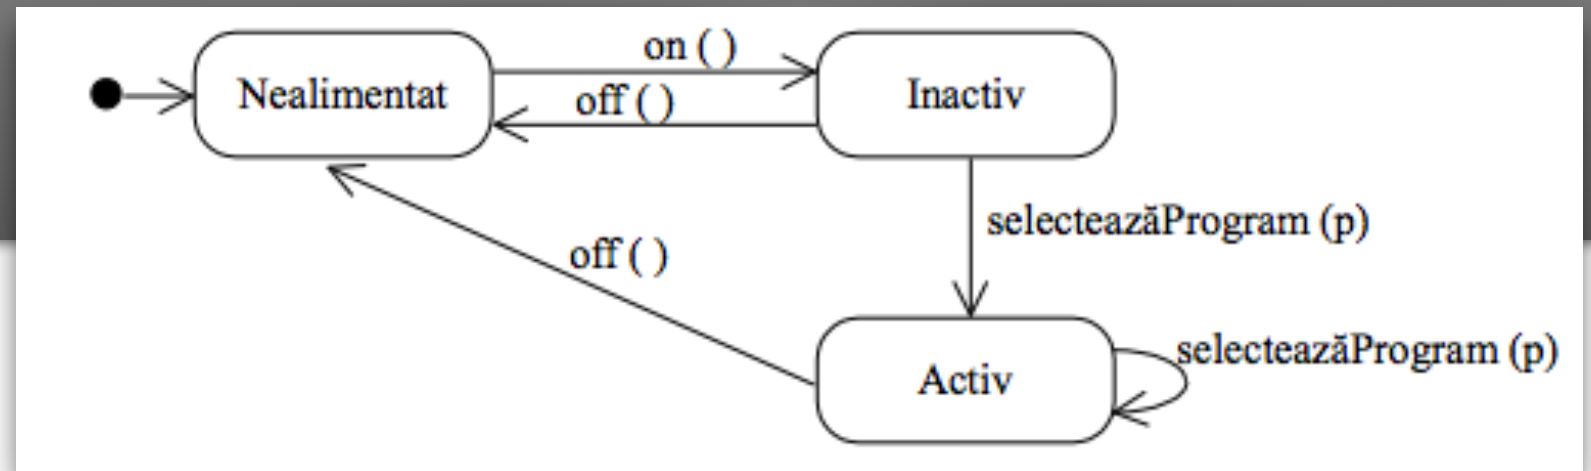 on ( )
Nealimentat
off ( )
Inactiv
selecteazăProgram (p)
off ( )
selecteazăProgram (p)
Activ